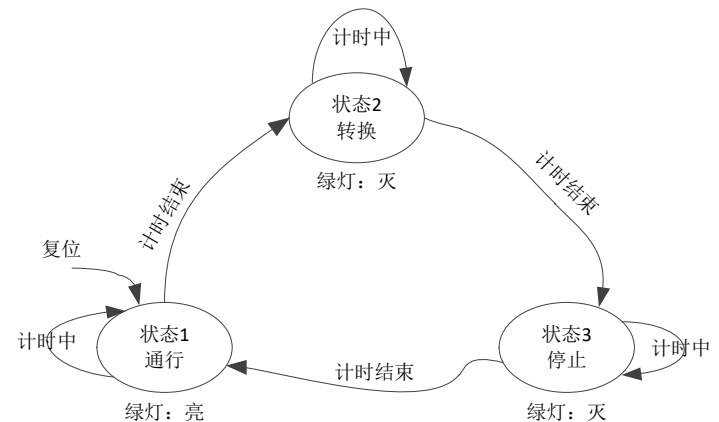 计时中
状态2
转换
绿灯：灭
计时结束
计时结束
复位
计时中
状态1
通行
绿灯：亮
计时结束
状态3
停止
计时中
绿灯：灭